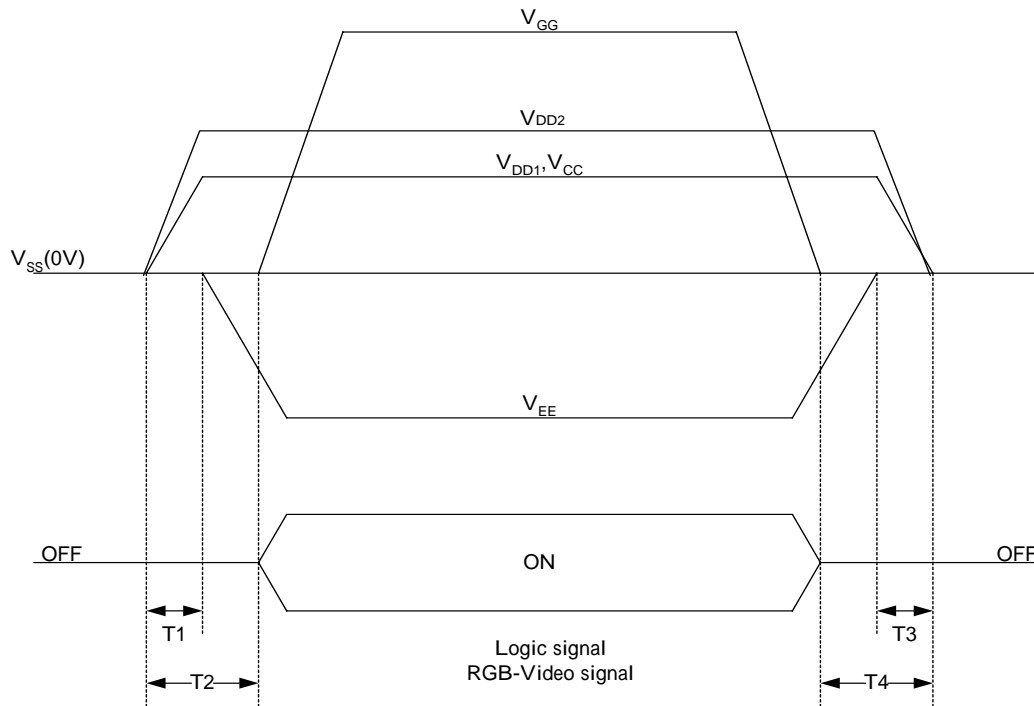 VGG
VDD2
VDD1,VCC
VSS(0V)
VEE
OFF
ON
OFF
T1
T3
Logic signal
RGB-Video signal
T2
T4